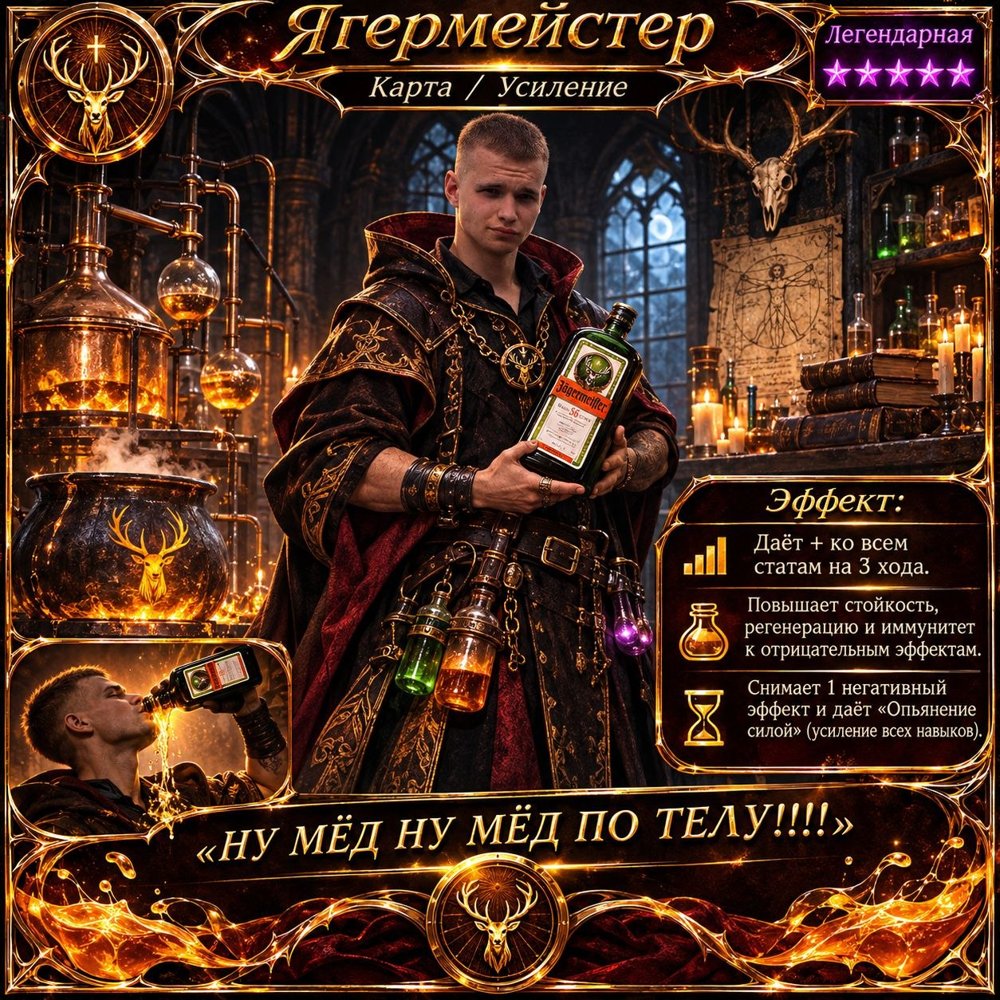 Ягермейстер
Карта / Усиление
Легендарная
Jägermeister
56
Эффект:
Даёт + ко всем
статам на 3 хода.
Повышает стойкость,
регенерацию и иммунитет
к отрицательным эффектам.
Снимает 1 негативный
эффект и даёт «Опьянение
силой» (усиление всех навыков).
«НУ МЁД НУ МЁД ПО ТЕЛУ!!!!»